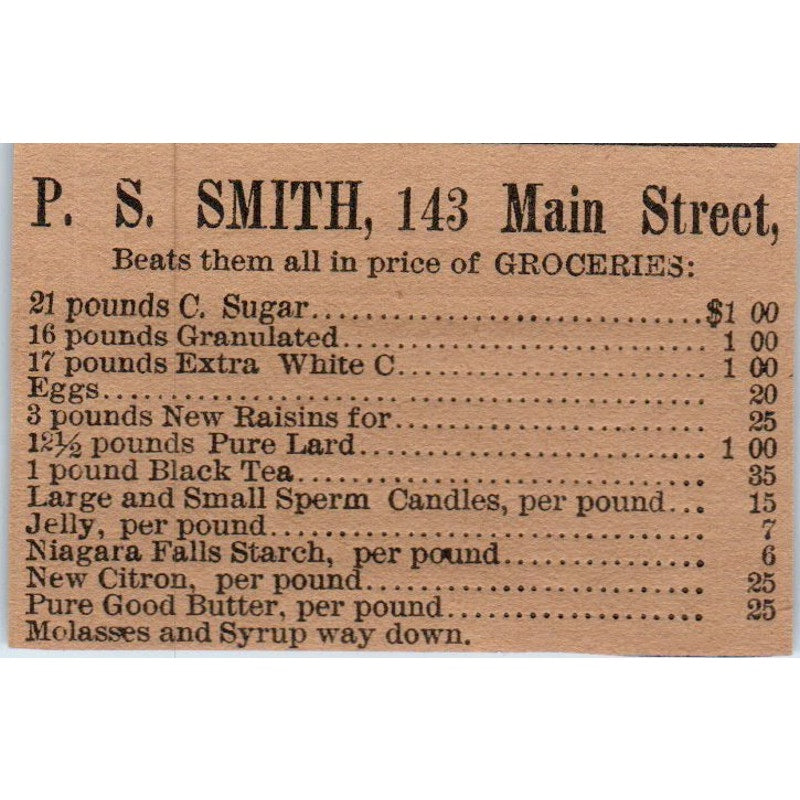 P. S. SMITH, 143 Main Street,
Beats them all in price of GROCERIES:
21 pounds C. Sugar..............................$1 00
16 pounds Granulated............................ 1 00
17 pounds Extra White C......................... 1 00
Eggs............................................ 20
3 pounds New Raisins for........................ 25
12½ pounds Pure Lard............................ 1 00
1 pound Black Tea............................... 35
Large and Small Sperm Candles, per pound... 15
Jelly, per pound................................ 7
Niagara Falls Starch, per pound................. 6
New Citron, per pound........................... 25
Pure Good Butter, per pound..................... 25
Molasses and Syrup way down.